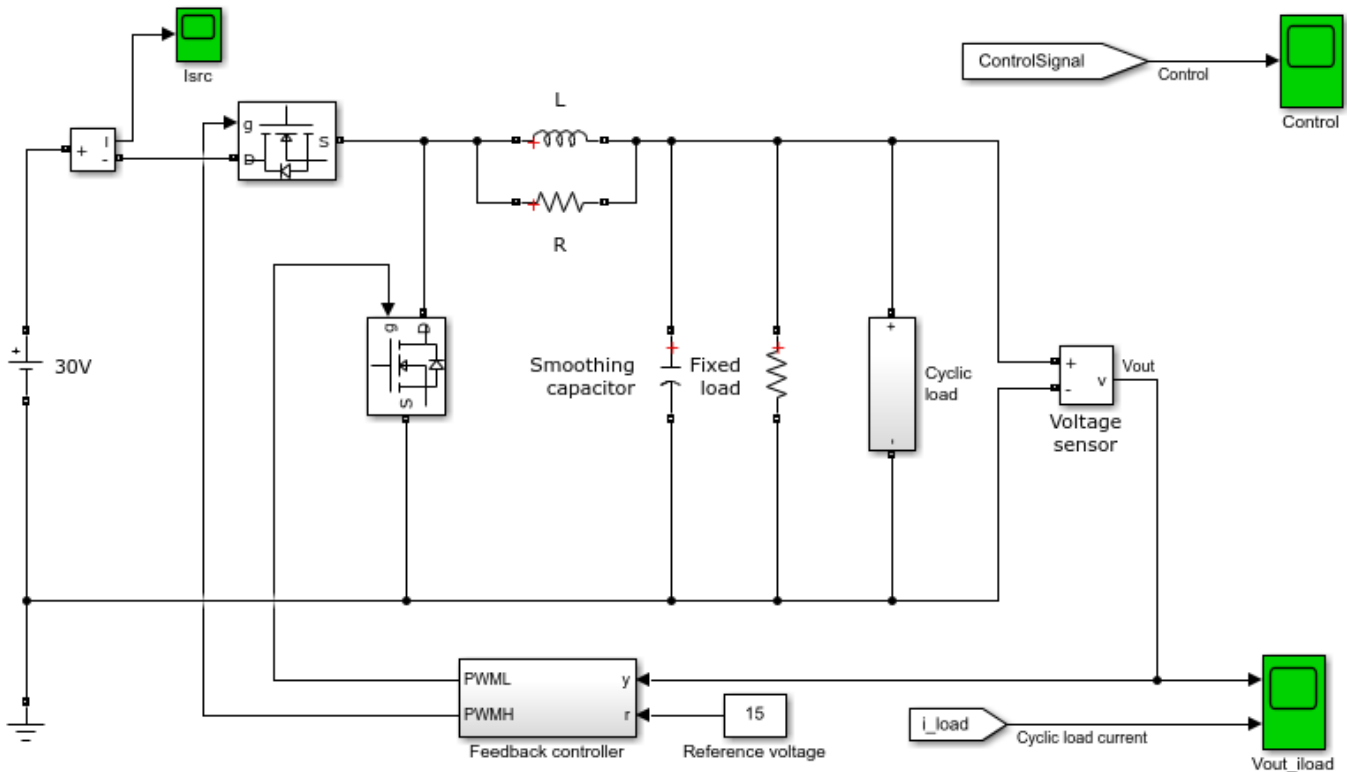 Isrc
ControlSignal
Control
Control
L
g
S
D
+
I
-
R
30V
+
g
D
S
Smoothing
capacitor
+
Fixed
load
+
+
Cyclic
load
-
+
-
v
Vout
Voltage
sensor
PWML
PWMH
y
r
Feedback controller
15
Reference voltage
i_load
Cyclic load current
Vout_iload